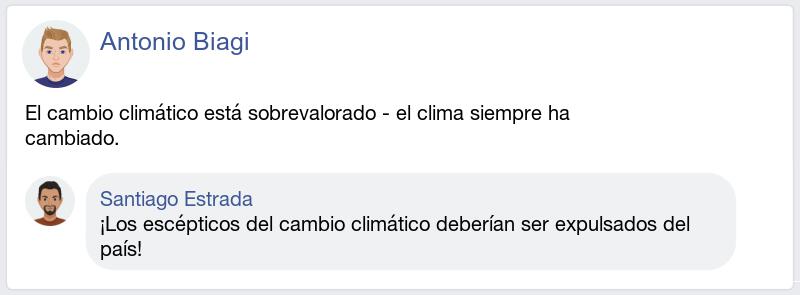 Antonio Biagi
El cambio climático está sobrevalorado - el clima siempre ha
cambiado.
Santiago Estrada
¡Los escépticos del cambio climático deberían ser expulsados del
país!